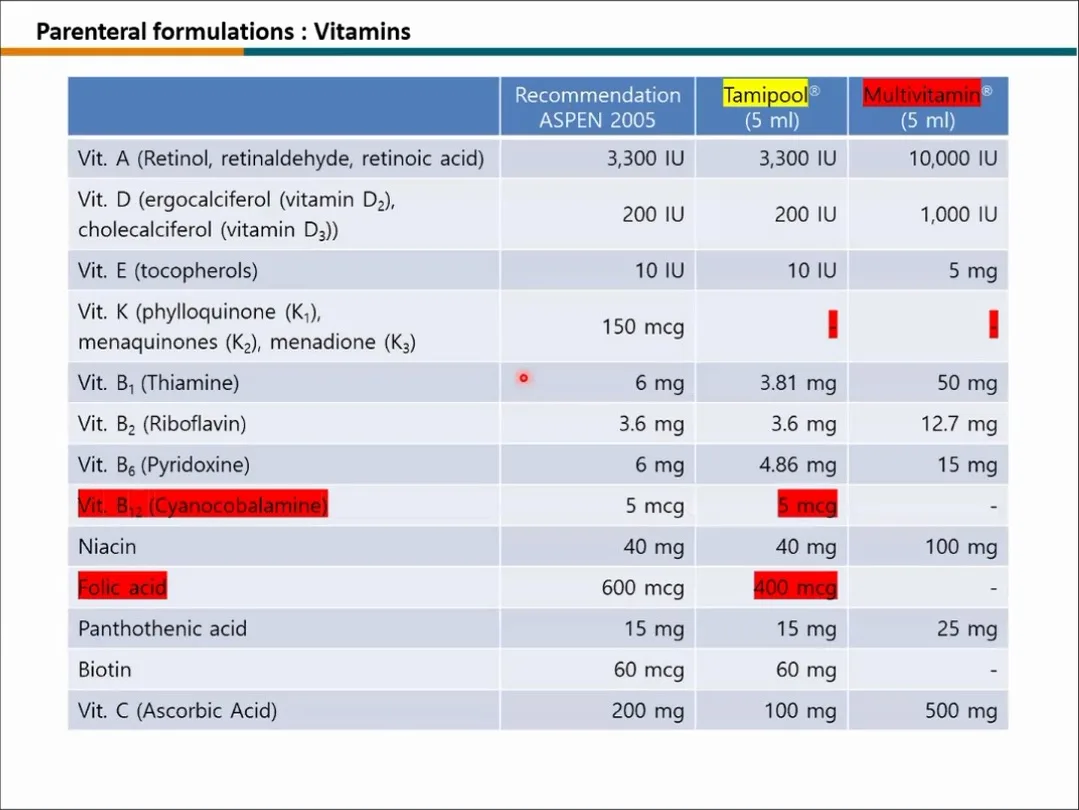 Parenteral formulations : Vitamins
Recommendation ASPEN 2005 Tamipool® (5 ml) Multivitamin® (5 ml)
Vit. A (Retinol, retinaldehyde, retinoic acid) 3,300 IU 3,300 IU 10,000 IU
Vit. D (ergocalciferol (vitamin D₂),
cholecalciferol (vitamin D₃)) 200 IU 200 IU 1,000 IU
Vit. E (tocopherols) 10 IU 10 IU 5 mg
Vit. K (phylloquinone (K₁),
menaquinones (K₂), menadione (K₃) 150 mcg - -
Vit. B₁ (Thiamine) 6 mg 3.81 mg 50 mg
Vit. B₂ (Riboflavin) 3.6 mg 3.6 mg 12.7 mg
Vit. B₆ (Pyridoxine) 6 mg 4.86 mg 15 mg
Vit. B₁₂ (Cyanocobalamine) 5 mcg 5 mcg -
Niacin 40 mg 40 mg 100 mg
Folic acid 600 mcg 400 mcg -
Panthothenic acid 15 mg 15 mg 25 mg
Biotin 60 mcg 60 mg -
Vit. C (Ascorbic Acid) 200 mg 100 mg 500 mg